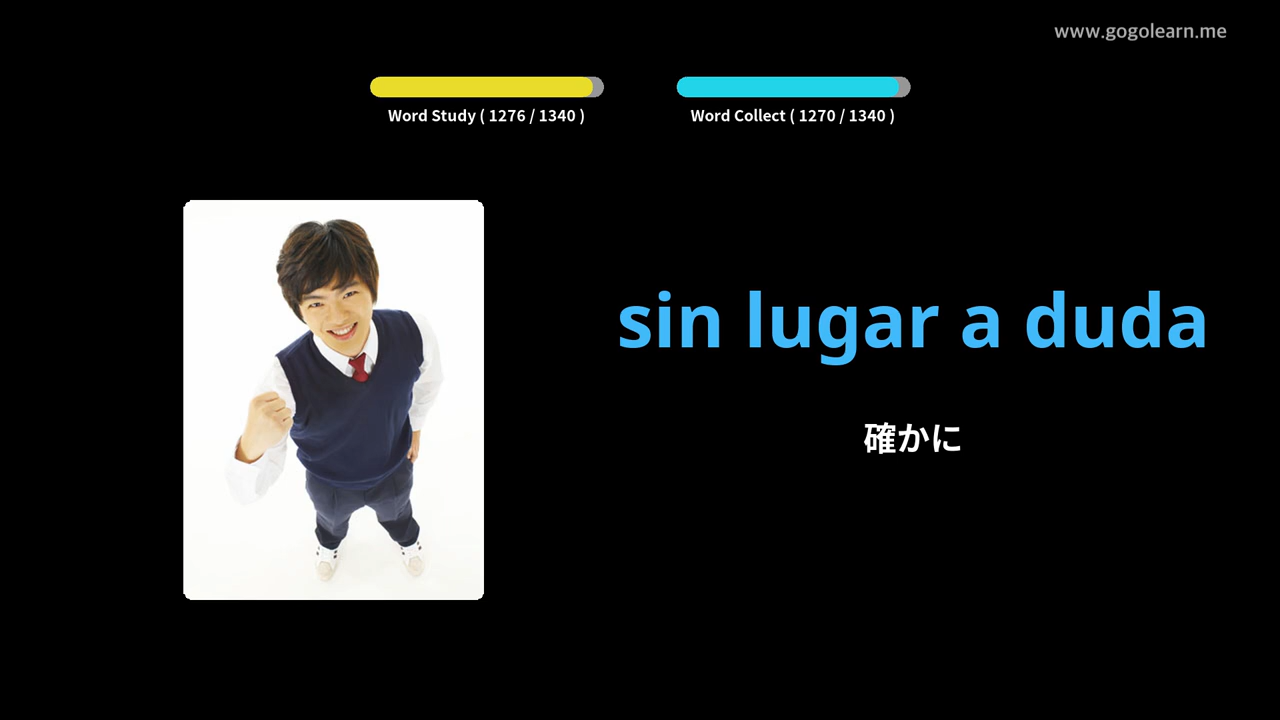 www.gogolearn.me
Word Study ( 1276 / 1340 )
Word Collect ( 1270 / 1340 )
sin lugar a duda
確かに